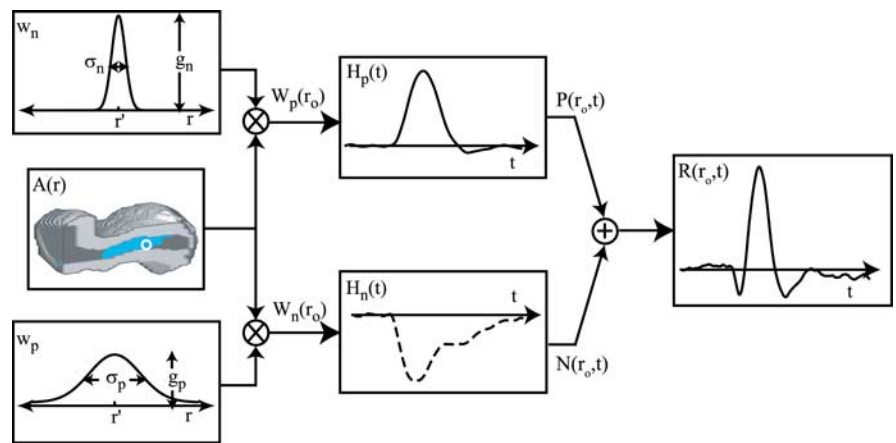 w_n
σ_n
g_n
r'
r
A(r)
w_p
σ_p
g_p
r'
r
W_p(r_o)
W_n(r_o)
H_p(t)
t
H_n(t)
t
P(r_o,t)
N(r_o,t)
R(r_o,t)
t